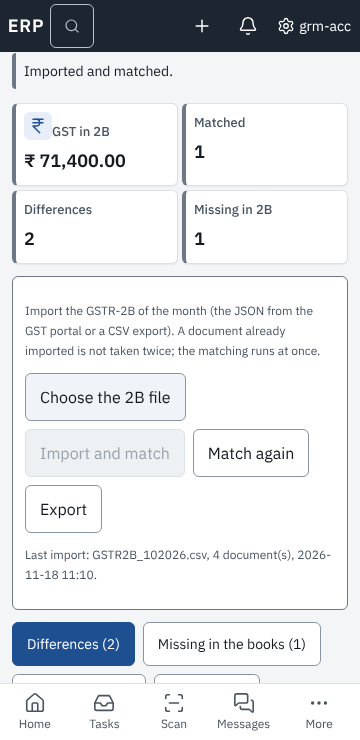 ERP
grm-acc
Imported and matched.
₹
GST in 2B
₹ 71,400.00
Matched
1
Differences
2
Missing in 2B
1
Import the GSTR-2B of the month (the JSON from the
GST portal or a CSV export). A document already
imported is not taken twice; the matching runs at once.
Choose the 2B file
Import and match
Match again
Export
Last import: GSTR2B_102026.csv, 4 document(s), 2026-
11-18 11:10.
Differences (2)
Missing in the books (1)
Home
Tasks
Scan
Messages
More